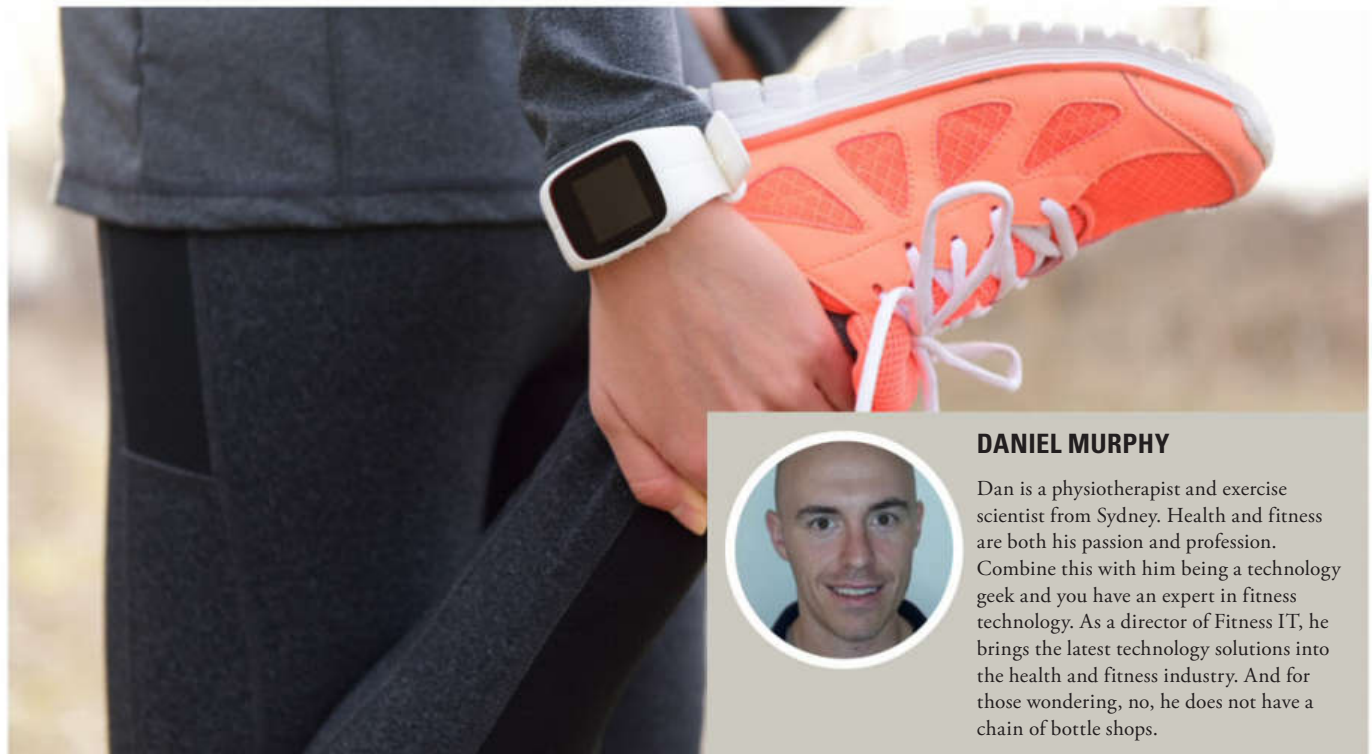 DANIEL MURPHY
Dan is a physiotherapist and exercise
scientist from Sydney. Health and fitness
are both his passion and profession.
Combine this with him being a technology
geek and you have an expert in fitness
technology. As a director of Fitness IT, he
brings the latest technology solutions into
the health and fitness industry. And for
those wondering, no, he does not have a
chain of bottle shops.